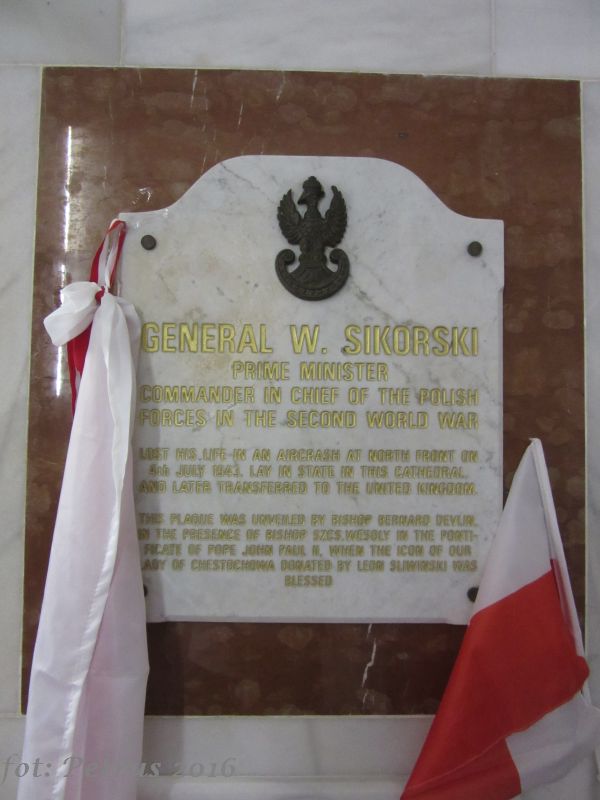 GENERAL W. SIKORSKI
PRIME MINISTER
COMMANDER IN CHIEF OF THE POLISH
FORCES IN THE SECOND WORLD WAR
LOST HIS LIFE IN AN AIRCRASH AT NORTH FRONT ON
4th JULY 1943. LAY IN STATE IN THIS CATHEDRAL,
AND LATER TRANSFERRED TO THE UNITED KINGDOM.
THIS PLAQUE WAS UNVEILED BY BISHOP BERNARD DEVLIN,
IN THE PRESENCE OF BISHOP SZCS.WESOLY IN THE PONTI-
FICATE OF POPE JOHN PAUL II, WHEN THE ICON OF OUR
LADY OF CHESTOCHOWA DONATED BY LEON SLIWINSKI WAS
BLESSED
fot: 2016